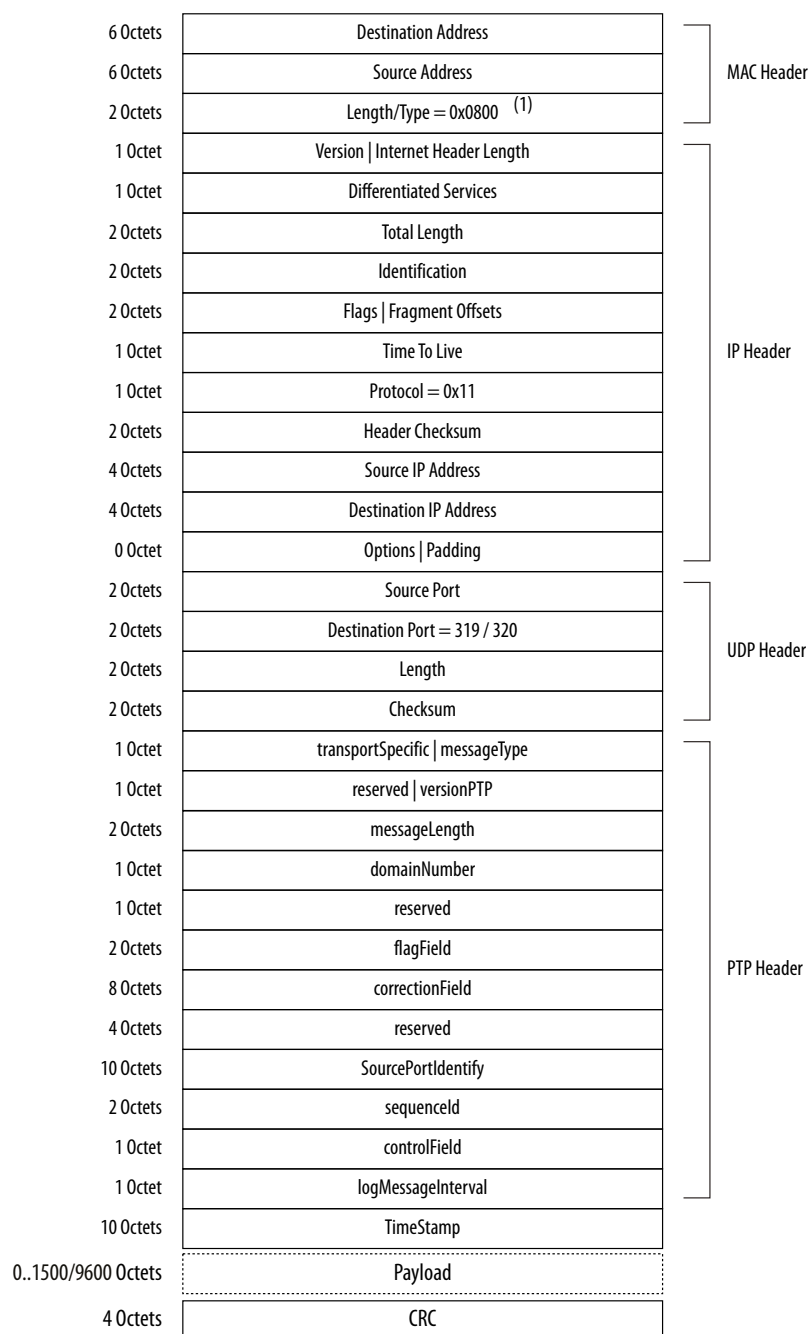 6 Octets Destination Address
6 Octets Source Address MAC Header
2 Octets Length/Type = 0x0800 (1)
1 Octet Version | Internet Header Length
1 Octet Differentiated Services
2 Octets Total Length
2 Octets Identification
2 Octets Flags | Fragment Offsets
1 Octet Time To Live IP Header
1 Octet Protocol = 0x11
2 Octets Header Checksum
4 Octets Source IP Address
4 Octets Destination IP Address
0 Octet Options | Padding
2 Octets Source Port
2 Octets Destination Port = 319 / 320
UDP Header
2 Octets Length
2 Octets Checksum
1 Octet transportSpecific | messageType
1 Octet reserved | versionPTP
2 Octets messageLength
1 Octet domainNumber
1 Octet reserved
2 Octets flagField
PTP Header
8 Octets correctionField
4 Octets reserved
10 Octets SourcePortIdentify
2 Octets sequenceId
1 Octet controlField
1 Octet logMessageInterval
10 Octets TimeStamp
0..1500/9600 Octets Payload
4 Octets CRC